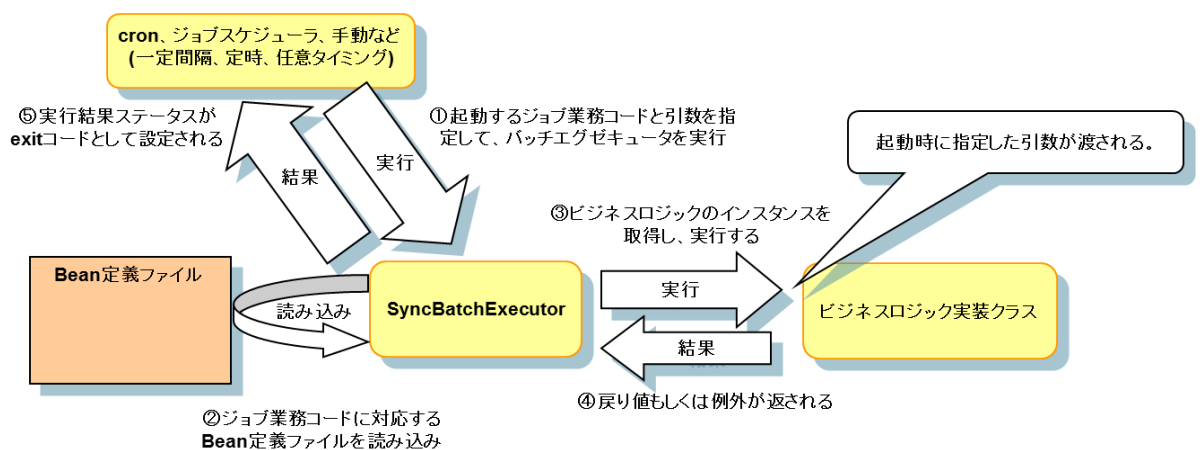 cron、ジョブスケジューラ、手動など
(一定間隔、定時、任意タイミング)
⑤実行結果ステータスが
exitコードとして設定される
①起動するジョブ業務コードと引数を指
定して、バッチエグゼキュータを実行
起動時に指定した引数が渡される。
結果
実行
③ビジネスロジックのインスタンスを
取得し、実行する
Bean定義ファイル
読み込み
SyncBatchExecutor
実行
ビジネスロジック実装クラス
結果
④戻り値もしくは例外が返される
②ジョブ業務コードに対応する
Bean定義ファイルを読み込み